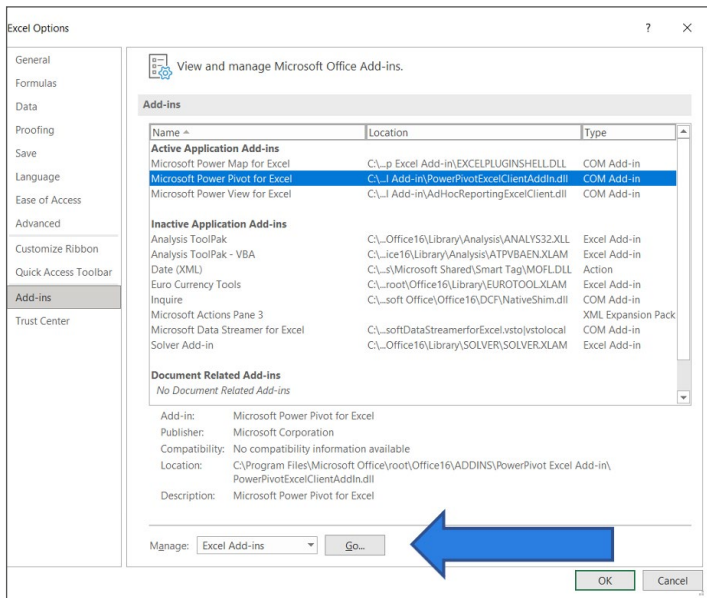 Excel Options ? ×
General
Formulas
Data
Proofing
Save
Language
Ease of Access
Advanced
Customize Ribbon
Quick Access Toolbar
Add-ins
Trust Center
View and manage Microsoft Office Add-ins.
Add-ins
Name Location Type
Active Application Add-ins
Microsoft Power Map for Excel C:\...p Excel Add-in\EXCELPLUGINSHELL.DLL COM Add-in
Microsoft Power Pivot for Excel C:\...l Add-in\PowerPivotExcelClientAddIn.dll COM Add-in
Microsoft Power View for Excel C:\...l Add-in\AdHocReportingExcelClient.dll COM Add-in
Inactive Application Add-ins
Analysis ToolPak C:\...Office16\Library\Analysis\ANALYS32.XLL Excel Add-in
Analysis ToolPak - VBA C:\...ice16\Library\Analysis\ATPVBAEN.XLAM Excel Add-in
Date (XML) C:\...s\Microsoft Shared\Smart Tag\MOFL.DLL Action
Euro Currency Tools C:\...root\Office16\Library\EUROTOOL.XLAM Excel Add-in
Inquire C:\...soft Office\Office16\DCF\NativeShim.dll COM Add-in
Microsoft Actions Pane 3 XML Expansion Pack
Microsoft Data Streamer for Excel C:\...softDataStreamerforExcel.vsto|vstolocal COM Add-in
Solver Add-in C:\...Office16\Library\SOLVER\SOLVER.XLAM Excel Add-in
Document Related Add-ins
No Document Related Add-ins
Add-in: Microsoft Power Pivot for Excel
Publisher: Microsoft Corporation
Compatibility: No compatibility information available
Location: C:\Program Files\Microsoft Office\root\Office16\ADDINS\PowerPivot Excel Add-in\
PowerPivotExcelClientAddIn.dll
Description: Microsoft Power Pivot for Excel
Manage: Excel Add-ins Go...
OK Cancel